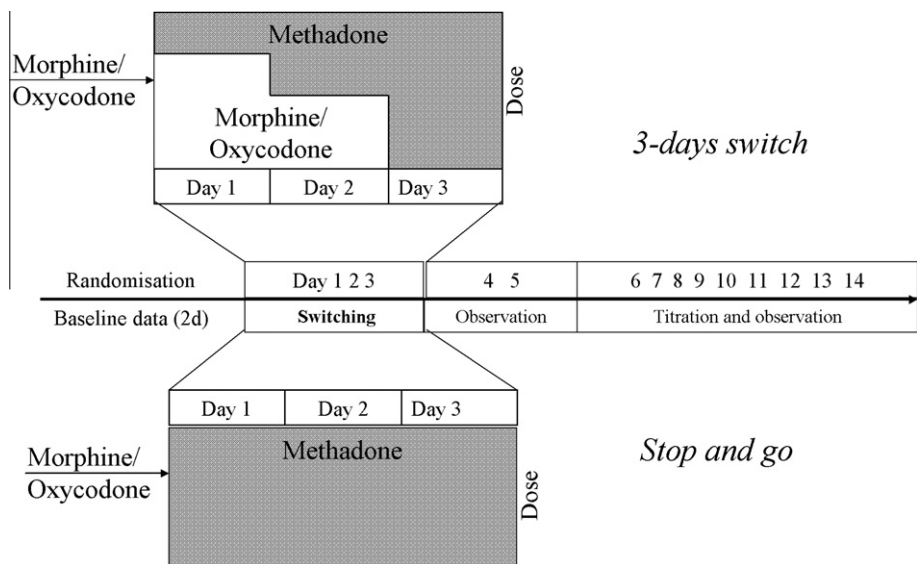 Methadone
Morphine/
Oxycodone
Dose
Morphine/
Oxycodone
3-days switch
Day 1 Day 2 Day 3
Randomisation Day 1 2 3 4 5 6 7 8 9 10 11 12 13 14
Baseline data (2d) Switching Observation Titration and observation
Day 1 Day 2 Day 3
Methadone
Morphine/
Oxycodone
Dose
Stop and go